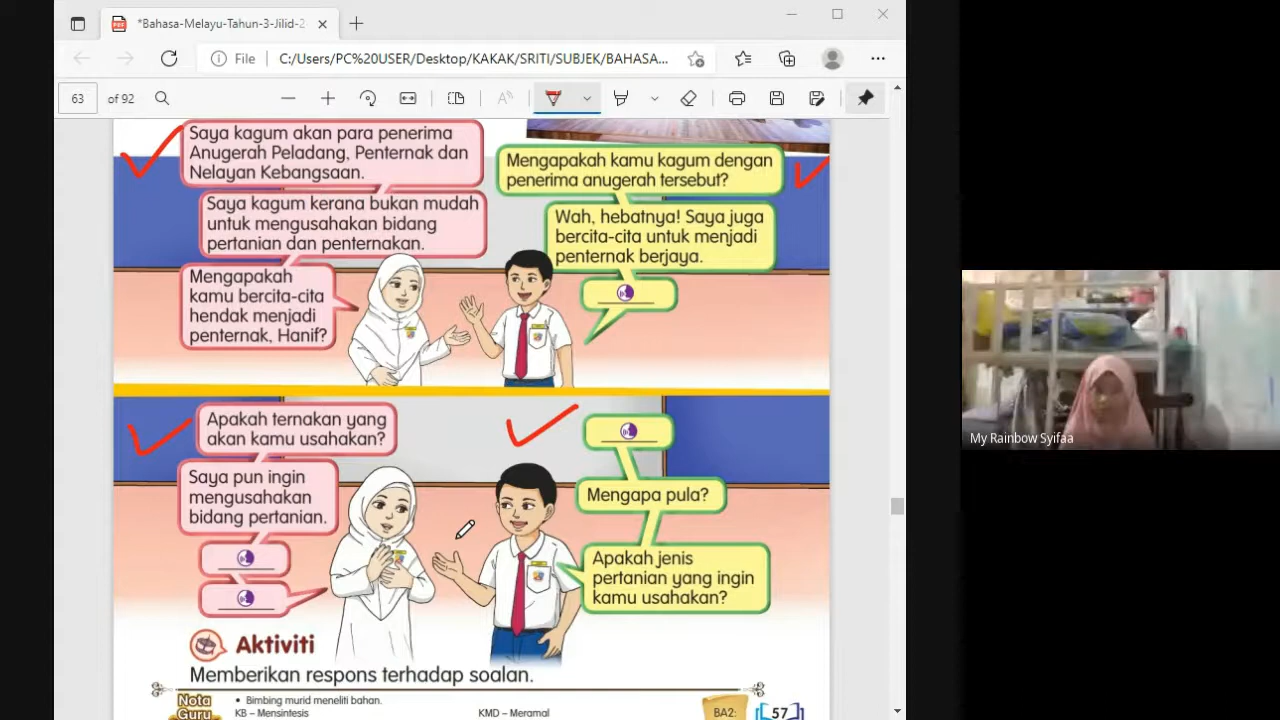 *Bahasa-Melayu-Tahun-3-Jilid-2
File
C:/Users/PC%20USER/Desktop/KAKAK/SRITI/SUBJEK/BAHASA...
63 of 92
Saya kagum akan para penerima
Anugerah Peladang, Penternak dan
Nelayan Kebangsaan.
Mengapakah kamu kagum dengan
penerima anugerah tersebut?
Saya kagum kerana bukan mudah
untuk mengusahakan bidang
pertanian dan penternakan.
Wah, hebatnya! Saya juga
bercita-cita untuk menjadi
penternak berjaya.
Mengapakah
kamu bercita-cita
hendak menjadi
penternak, Hanif?
Apakah ternakan yang
akan kamu usahakan?
Saya pun ingin
mengusahakan
bidang pertanian.
Mengapa pula?
Apakah jenis
pertanian yang ingin
kamu usahakan?
Aktiviti
Memberikan respons terhadap soalan.
Nota
Guru
• Bimbing murid meneliti bahan.
KB – Mensintesis
KMD – Meramal
BA2:
57
My Rainbow Syifaa